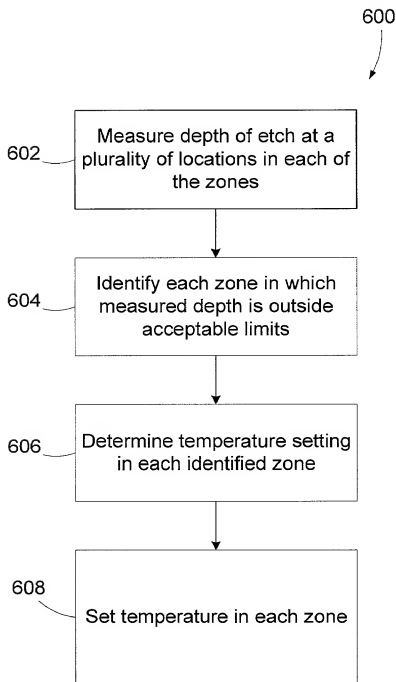 600
602
Measure depth of etch at a
plurality of locations in each of
the zones
604
Identify each zone in which
measured depth is outside
acceptable limits
606
Determine temperature setting
in each identified zone
608
Set temperature in each zone